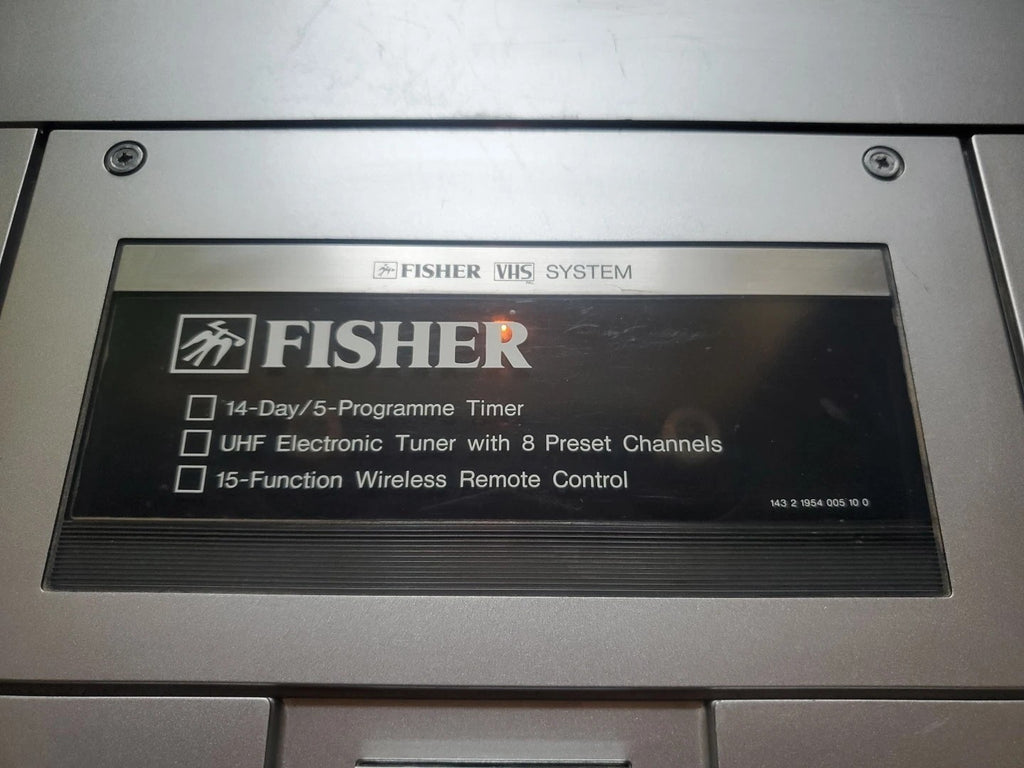 FISHER VHS SYSTEM
FISHER
14-Day/5-Programme Timer
UHF Electronic Tuner with 8 Preset Channels
15-Function Wireless Remote Control
143 2 1954 005 10 0